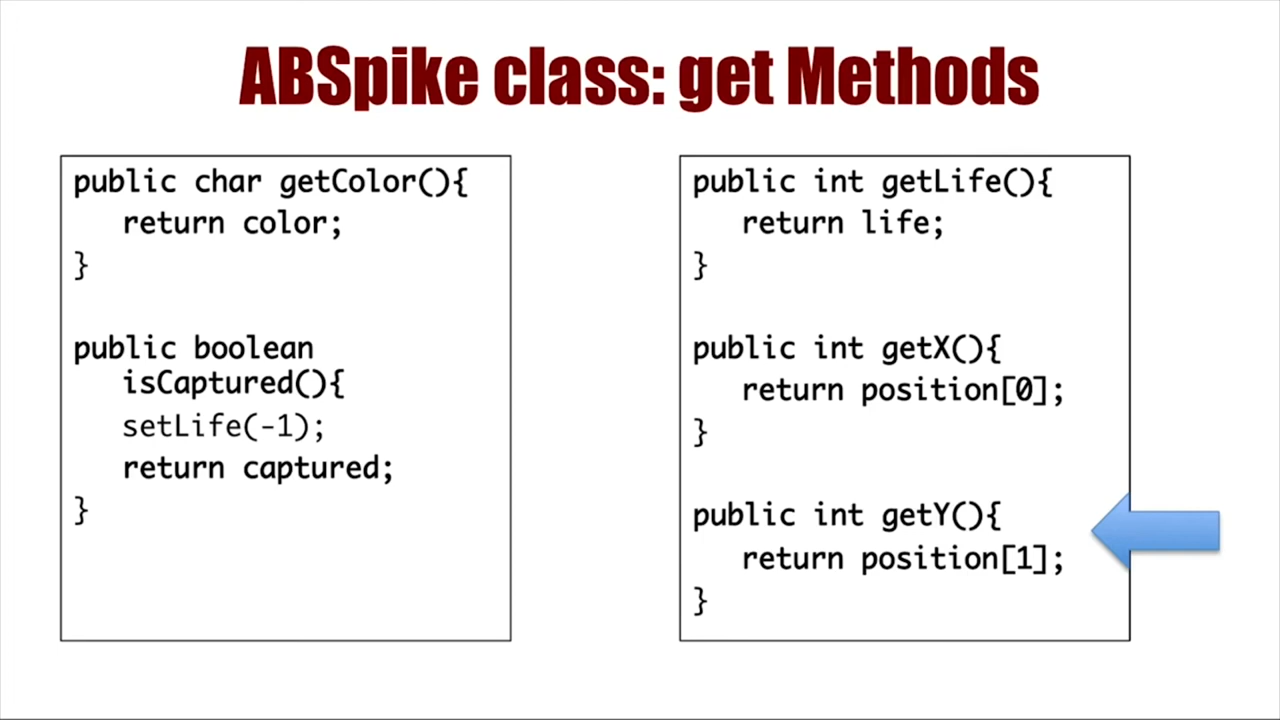 ABSpike class: get Methods
public char getColor(){
return color;
}
public boolean
isCaptured(){
setLife(-1);
return captured;
}
public int getLife(){
return life;
}
public int getX(){
return position[0];
}
public int getY(){
return position[1];
}